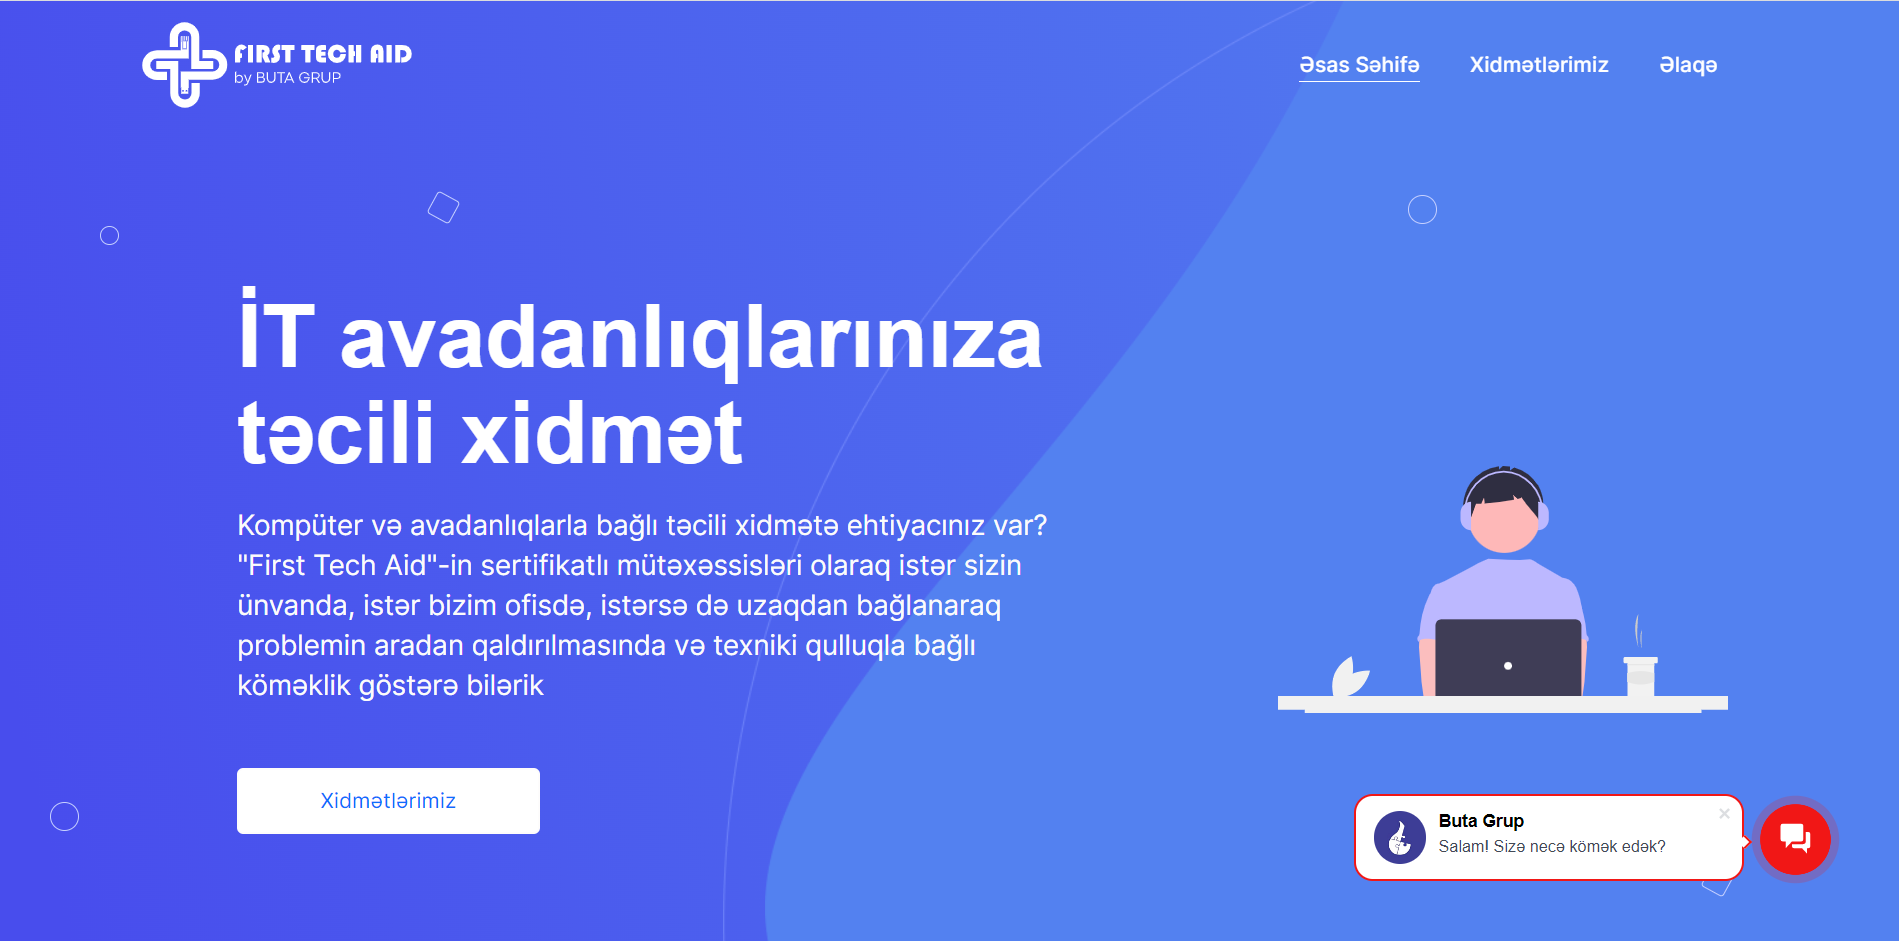 FIRST TECH AID
by BUTA GRUP
Əsas Səhifə
Xidmətlərimiz
Əlaqə
İT avadanlıqlarınıza
təcili xidmət
Kompüter və avadanlıqlarla bağlı təcili xidmətə ehtiyacınız var?
"First Tech Aid"-in sertifikatlı mütəxəssisləri olaraq istər sizin
ünvanda, istər bizim ofisdə, istərsə də uzaqdan bağlanaraq
problemin aradan qaldırılmasında və texniki qulluqla bağlı
köməklik göstərə bilərik
Xidmətlərimiz
Buta Grup
Salam! Sizə necə kömək edək?